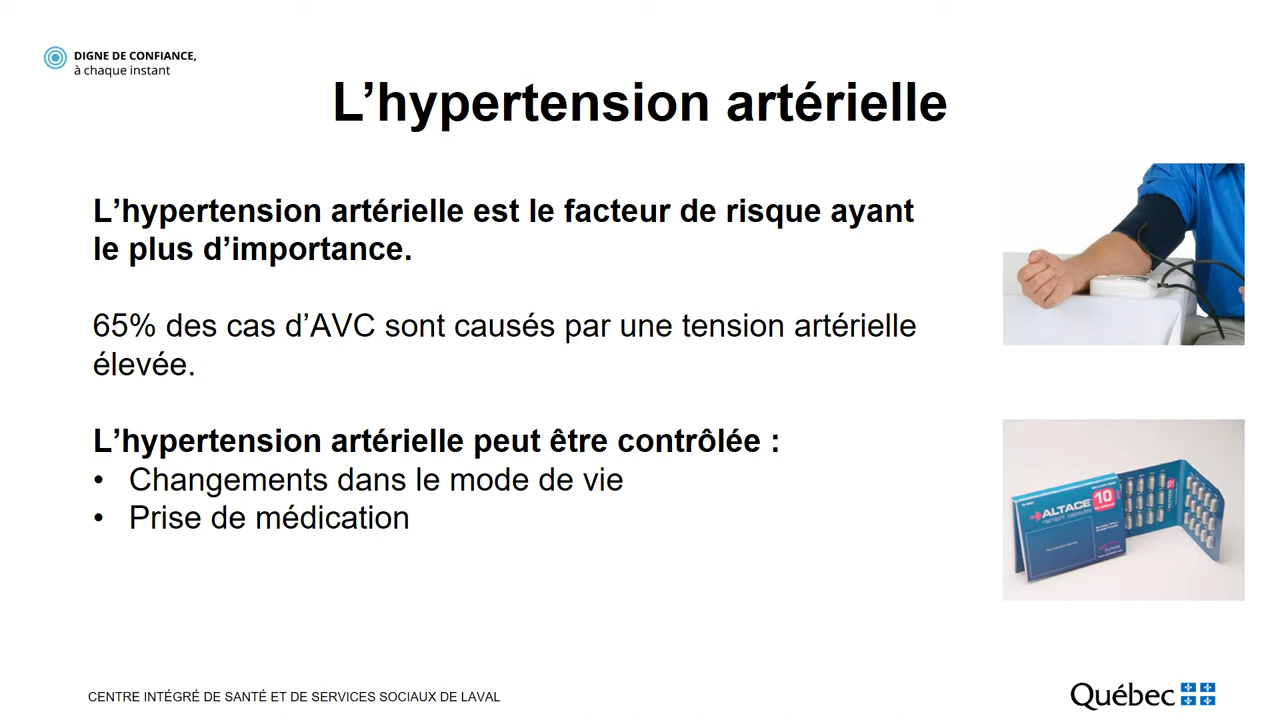 DIGNE DE CONFIANCE,
à chaque instant
L’hypertension artérielle
L’hypertension artérielle est le facteur de risque ayant
le plus d’importance.
65% des cas d’AVC sont causés par une tension artérielle
élevée.
L’hypertension artérielle peut être contrôlée :
• Changements dans le mode de vie
• Prise de médication
ALTACE 10
ramipril capsules
CENTRE INTÉGRÉ DE SANTÉ ET DE SERVICES SOCIAUX DE LAVAL
Québec